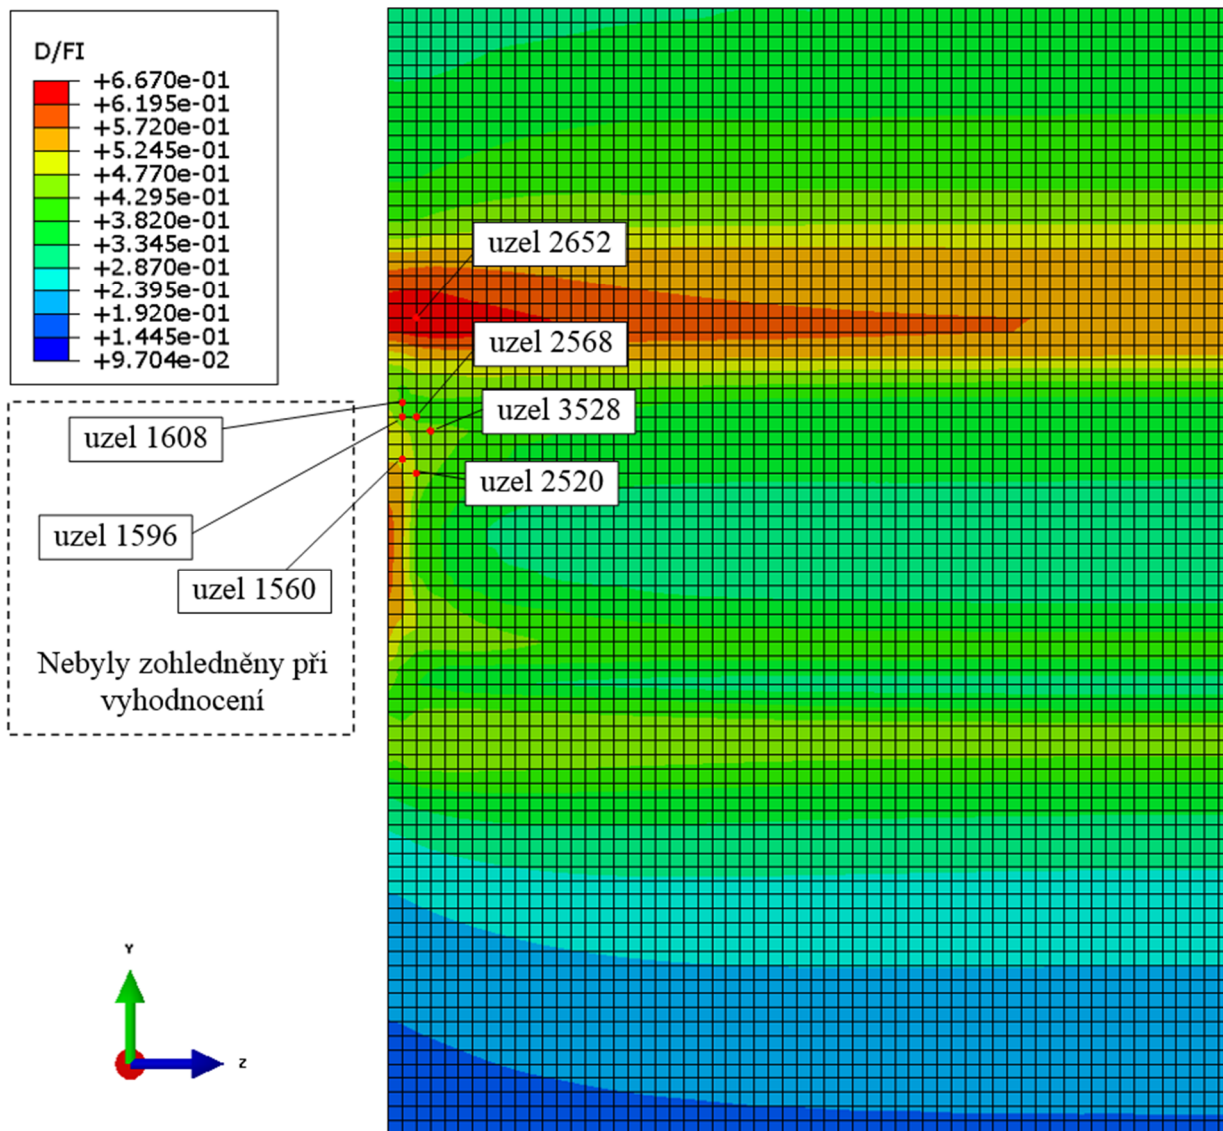 D/FI
+6.670e-01
+6.195e-01
+5.720e-01
+5.245e-01
+4.770e-01
+4.295e-01
+3.820e-01
+3.345e-01
+2.870e-01
+2.395e-01
+1.920e-01
+1.445e-01
+9.704e-02
uzel 2652
uzel 2568
uzel 3528
uzel 1608
uzel 2520
uzel 1596
uzel 1560
Nebyly zohledněny při
vyhodnocení
Y
Z